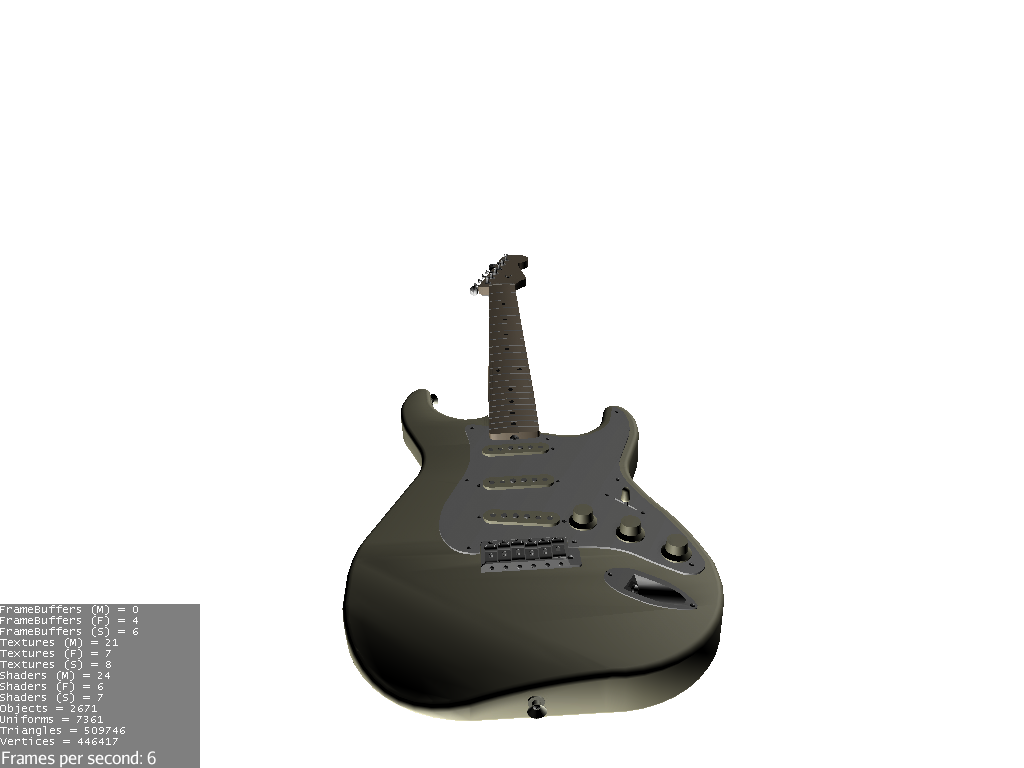 FrameBuffers (M) = 0
FrameBuffers (F) = 4
FrameBuffers (S) = 6
Textures (M) = 21
Textures (F) = 7
Textures (S) = 8
Shaders (M) = 24
Shaders (F) = 6
Shaders (S) = 7
Objects = 2671
Uniforms = 7361
Triangles = 509746
Vertices = 446417
Frames per second: 6